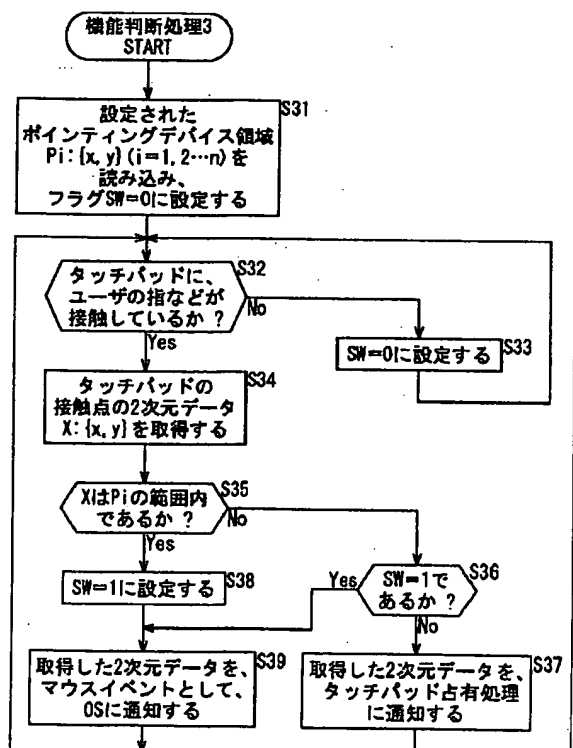 機能判断処理3
START
S31
設定された
ポインティングデバイス領域
Pi:{x,y}(i=1,2…n)を
読み込み、
フラグSW=0に設定する
S32
タッチパッドに、
ユーザの指などが
接触しているか ?
No
Yes
SW=0に設定する
S33
S34
タッチパッドの
接触点の2次元データ
X:{x,y}を取得する
S35
XはPiの範囲内
であるか ?
No
Yes
SW=1に設定する
S38
S36
SW=1で
あるか ?
Yes
No
S39
取得した2次元データを、
マウスイベントとして、
OSに通知する
S37
取得した2次元データを、
タッチパッド占有処理
に通知する